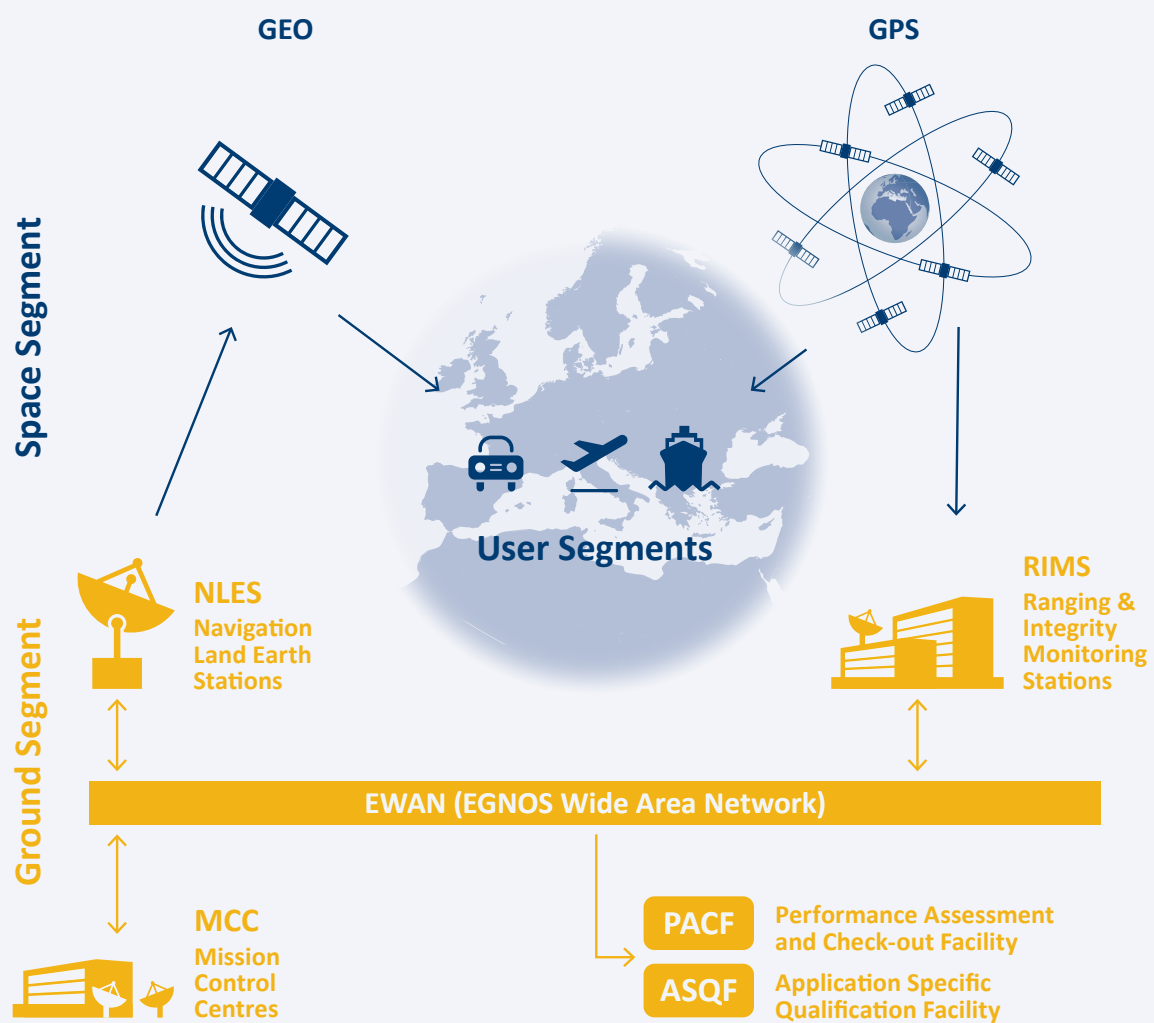 GEO
GPS
Space Segment
User Segments
NLES
Navigation
Land Earth
Stations
RIMS
Ranging &
Integrity
Monitoring
Stations
Ground Segment
EWAN (EGNOS Wide Area Network)
MCC
Mission
Control
Centres
PACF
Performance Assessment
and Check-out Facility
ASQF
Application Specific
Qualification Facility